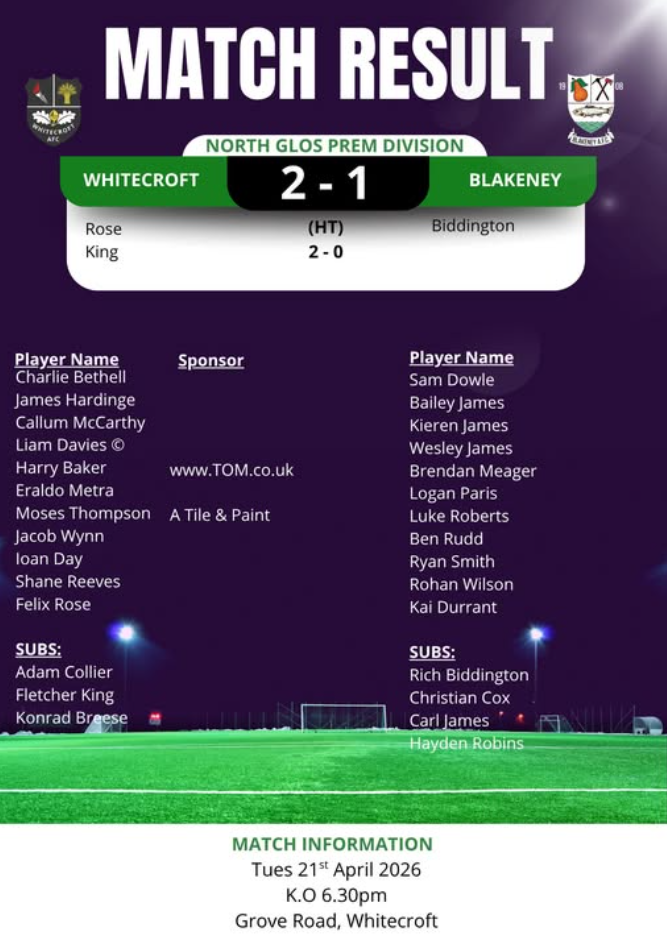 MATCH RESULT
WHITECROFT
AFC
19 08
BLAKENEY A.F.C.
NORTH GLOS PREM DIVISION
WHITECROFT 2 - 1 BLAKENEY
Rose (HT) Biddington
King 2 - 0
Player Name Sponsor
Charlie Bethell
James Hardinge
Callum McCarthy
Liam Davies ©
Harry Baker www.TOM.co.uk
Eraldo Metra
Moses Thompson A Tile & Paint
Jacob Wynn
Ioan Day
Shane Reeves
Felix Rose
SUBS:
Adam Collier
Fletcher King
Konrad Breese
Player Name
Sam Dowle
Bailey James
Kieren James
Wesley James
Brendan Meager
Logan Paris
Luke Roberts
Ben Rudd
Ryan Smith
Rohan Wilson
Kai Durrant
SUBS:
Rich Biddington
Christian Cox
Carl James
Hayden Robins
MATCH INFORMATION
Tues 21st April 2026
K.O 6.30pm
Grove Road, Whitecroft